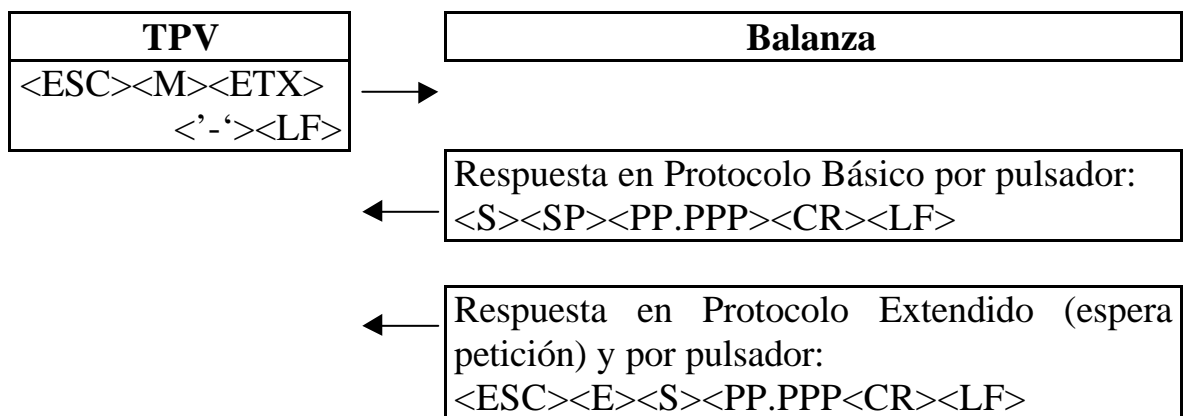 TPV
Balanza
<ESC><M><ETX>
<’-‘><LF>
Respuesta en Protocolo Básico por pulsador:
<S><SP><PP.PPP><CR><LF>
Respuesta en Protocolo Extendido (espera
petición) y por pulsador:
<ESC><E><S><PP.PPP<CR><LF>